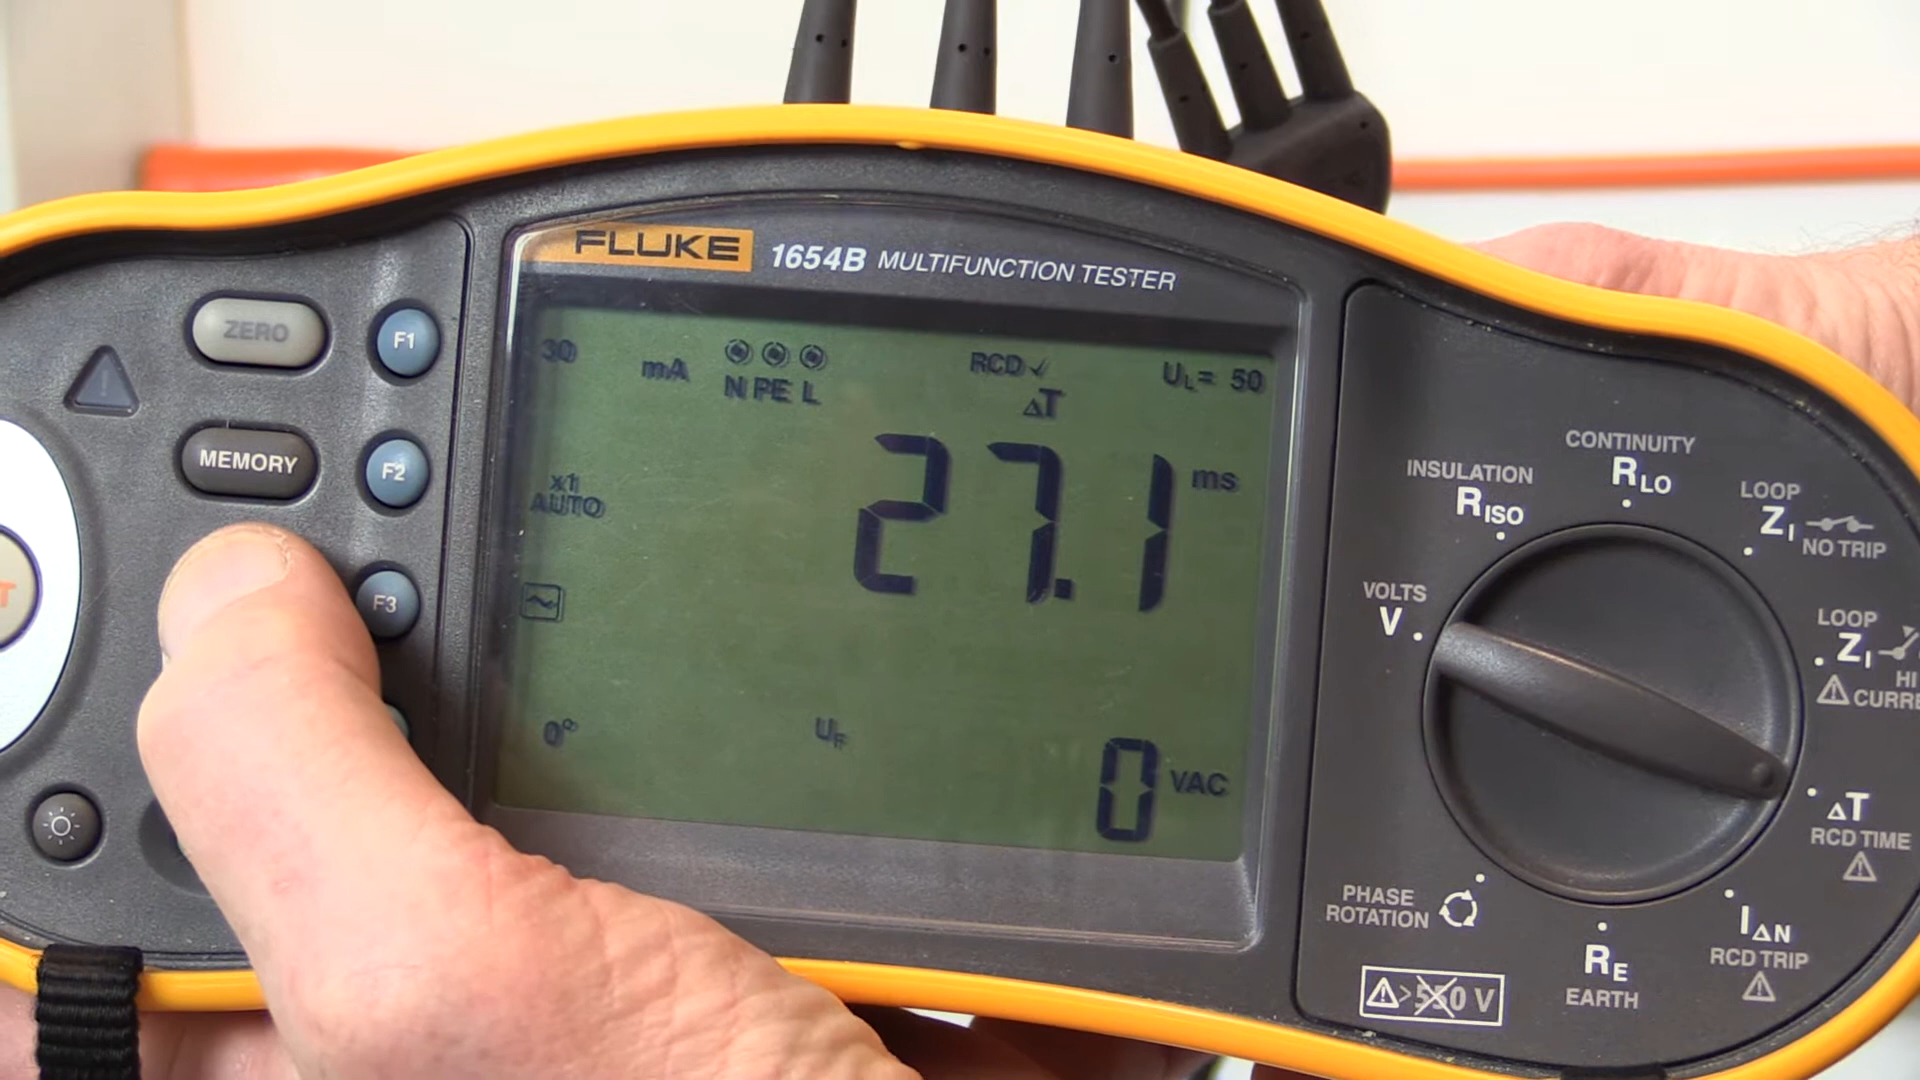 FLUKE 1654B MULTIFUNCTION TESTER
ZERO
F1
MEMORY
F2
F3
30 mA
N PE L
RCD ✓
ΔT
UL= 50
x1
AUTO
27.1 ms
0°
UF
0 VAC
CONTINUITY
RLO
INSULATION
RISO
LOOP
ZI
NO TRIP
VOLTS
V
LOOP
ZI
HI
ΔT
RCD TIME
IΔN
RCD TRIP
RE
EARTH
PHASE
ROTATION
>550 V